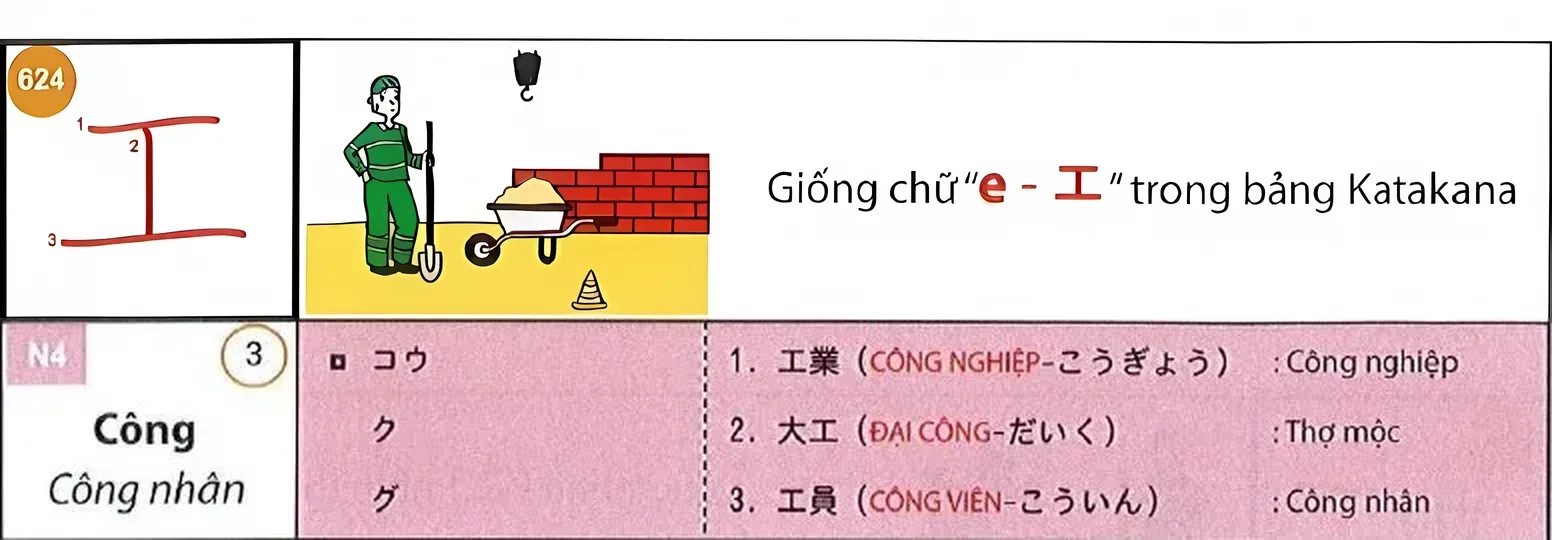 624
1
2
3
Giống chữ “e - エ” trong bảng Katakana
N4
3
Công
Công nhân
コウ
ク
グ
1. 工業 (CÔNG NGHIỆP-こうぎょう) : Công nghiệp
2. 大工 (ĐẠI CÔNG-だいく) : Thợ mộc
3. 工員 (CÔNG VIÊN-こういん) : Công nhân